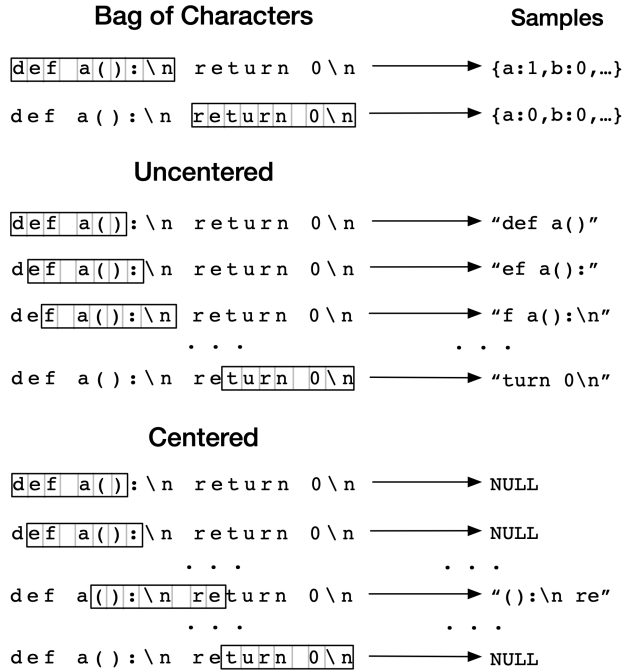 Bag of Characters Samples
def a():\n return 0\n {a:1,b:0,…}
def a():\n return 0\n {a:0,b:0,…}
Uncentered
def a():\n return 0\n “def a()”
def a():\n return 0\n “ef a():”
def a():\n return 0\n “f a():\n”
. . . . . .
def a():\n return 0\n “turn 0\n”
Centered
def a():\n return 0\n NULL
def a():\n return 0\n NULL
. . . . . .
def a():\n return 0\n “():\n re”
. . . . . .
def a():\n return 0\n NULL